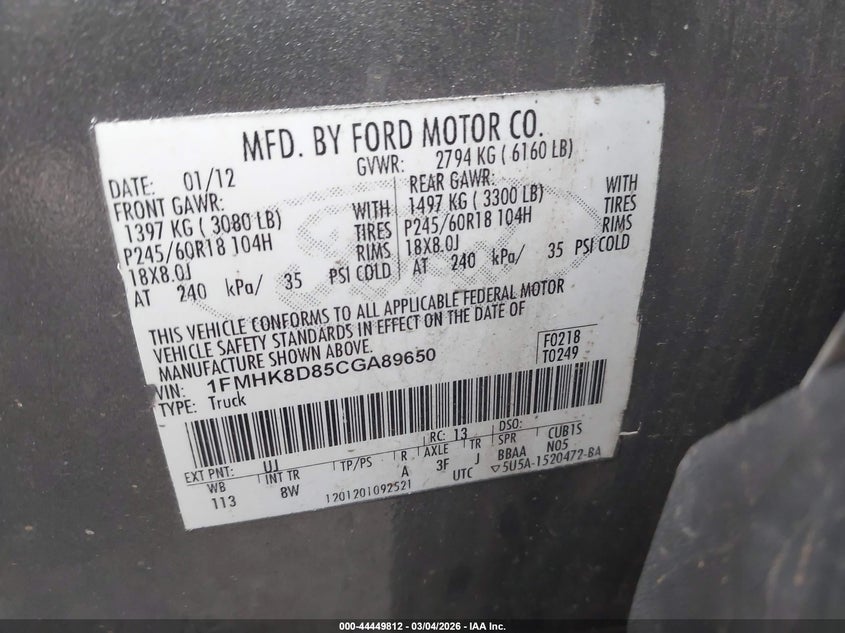 MFD. BY FORD MOTOR CO.
DATE: 01/12
GVWR: 2794 KG ( 6160 LB)
FRONT GAWR:
1397 KG ( 3080 LB) WITH
P245/60R18 104H TIRES
18X8.0J RIMS
AT 240 kPa/ 35 PSI COLD
REAR GAWR: WITH
1497 KG ( 3300 LB) TIRES
P245/60R18 104H RIMS
18X8.0J PSI COLD
AT 240 kPa/ 35
THIS VEHICLE CONFORMS TO ALL APPLICABLE FEDERAL MOTOR
VEHICLE SAFETY STANDARDS IN EFFECT ON THE DATE OF
MANUFACTURE SHOWN ABOVE.
F0218
T0249
VIN: 1FMHK8D85CGA89650
TYPE: Truck
EXT PNT: UJ RC: 13 DSO:
WB INT TR TP/PS R AXLE TR SPR CUB1S
113 8W A 3F J BBAA N05
1201201092521 UTC ▽5U5A-1520472-BA
000-44449812 - 03/04/2026 - IAA Inc.